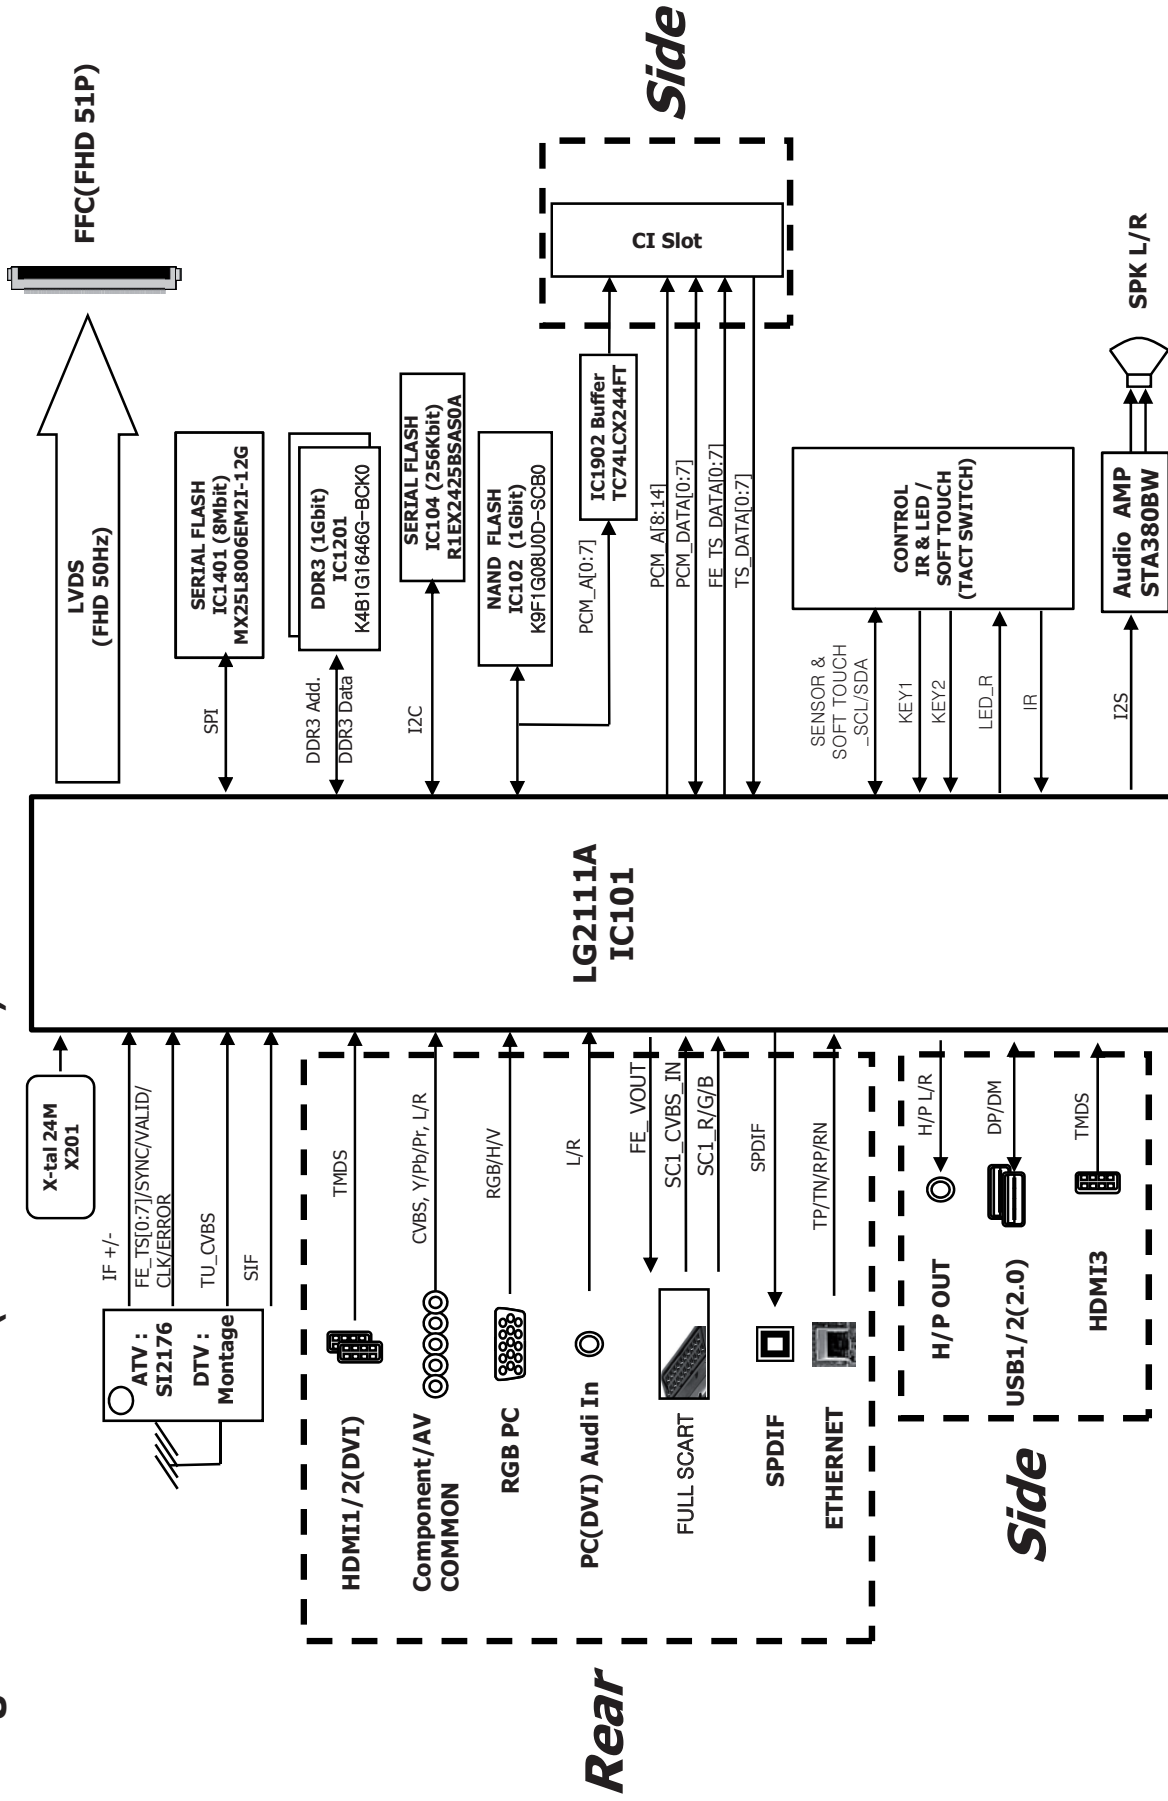 X-tal 24M
X201
ATV :
SI2176
DTV :
Montage
IF +/-
FE_TS[0:7]/SYNC/VALID/
CLK/ERROR
TU_CVBS
SIF
Rear
HDMI1/2(DVI)
TMDS
Component/AV
COMMON
CVBS, Y/Pb/Pr, L/R
RGB PC
RGB/H/V
PC(DVI) Audi In
L/R
FULL SCART
FE_ VOUT
SC1_CVBS_IN
SC1_R/G/B
SPDIF
SPDIF
ETHERNET
TP/TN/RP/RN
Side
H/P OUT
H/P L/R
USB1/2(2.0)
DP/DM
HDMI3
TMDS
LG2111A
IC101
LVDS
(FHD 50Hz)
FFC(FHD 51P)
SPI
SERIAL FLASH
IC1401 (8Mbit)
MX25L8006EM2I-12G
DDR3 Add.
DDR3 Data
DDR3 (1Gbit)
IC1201
K4B1G1646G-BCK0
I2C
SERIAL FLASH
IC104 (256Kbit)
R1EX2425BSAS0A
NAND FLASH
IC102 (1Gbit)
K9F1G08U0D-SCB0
PCM_A[0:7]
IC1902 Buffer
TC74LCX244FT
PCM_A[8:14]
PCM_DATA[0:7]
FE_TS_DATA[0:7]
TS_DATA[0:7]
CI Slot
Side
SENSOR &
SOFT TOUCH
_SCL/SDA
KEY1
KEY2
LED_R
IR
CONTROL
IR & LED /
SOFT TOUCH
(TACT SWITCH)
I2S
Audio AMP
STA380BW
SPK L/R